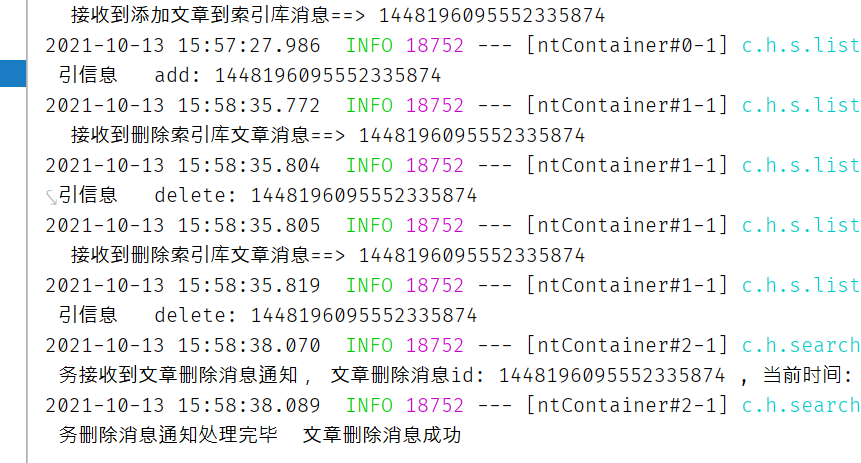 接收到添加文章到索引库消息==> 1448196095552335874
2021-10-13 15:57:27.986 INFO 18752 --- [ntContainer#0-1] c.h.s.list
引信息 add: 1448196095552335874
2021-10-13 15:58:35.772 INFO 18752 --- [ntContainer#1-1] c.h.s.list
接收到删除索引库文章消息==> 1448196095552335874
2021-10-13 15:58:35.804 INFO 18752 --- [ntContainer#1-1] c.h.s.list
引信息 delete: 1448196095552335874
2021-10-13 15:58:35.805 INFO 18752 --- [ntContainer#1-1] c.h.s.list
接收到删除索引库文章消息==> 1448196095552335874
2021-10-13 15:58:35.819 INFO 18752 --- [ntContainer#1-1] c.h.s.list
引信息 delete: 1448196095552335874
2021-10-13 15:58:38.070 INFO 18752 --- [ntContainer#2-1] c.h.search
务接收到文章删除消息通知 ，文章删除消息id: 1448196095552335874 ，当前时间:
2021-10-13 15:58:38.089 INFO 18752 --- [ntContainer#2-1] c.h.search
务删除消息通知处理完毕 文章删除消息成功